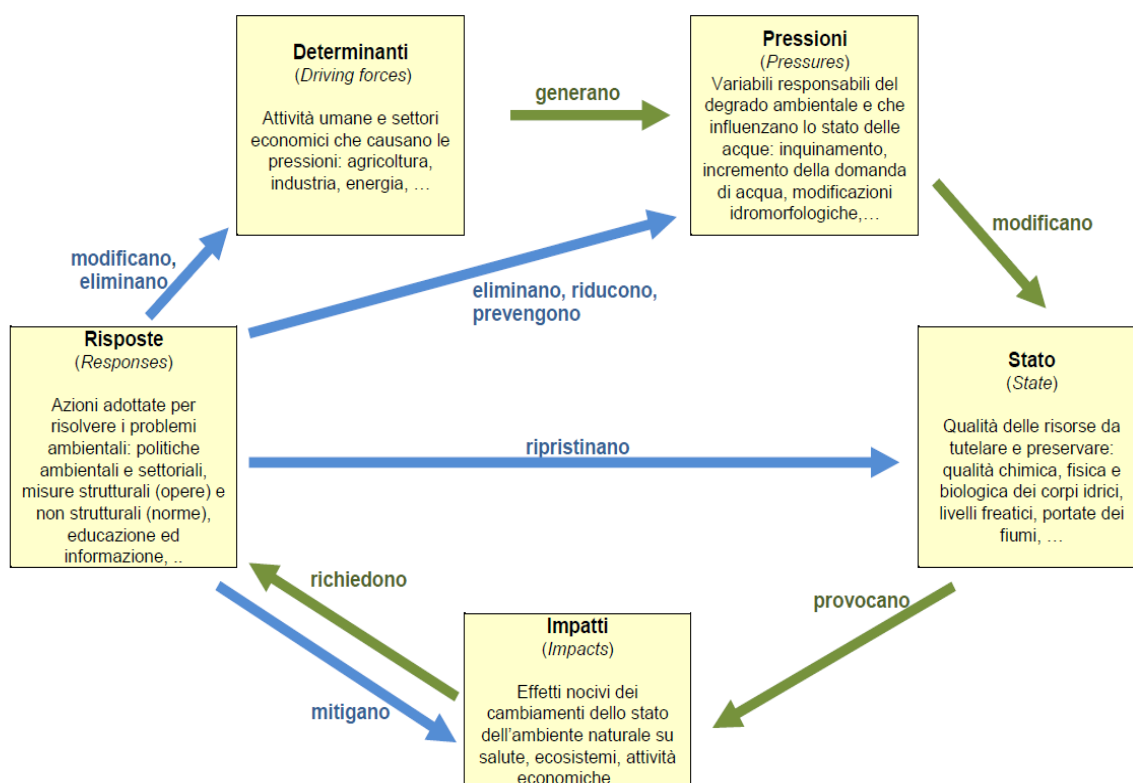 Determinanti
(Driving forces)
Attività umane e settori
economici che causano le
pressioni: agricoltura,
industria, energia, …
generano
Pressioni
(Pressures)
Variabili responsabili del
degrado ambientale e che
influenzano lo stato delle
acque: inquinamento,
incremento della domanda
di acqua, modificazioni
idromorfologiche,…
modificano,
eliminano
eliminano, riducono,
prevengono
modificano
Risposte
(Responses)
Azioni adottate per
risolvere i problemi
ambientali: politiche
ambientali e settoriali,
misure strutturali (opere) e
non strutturali (norme),
educazione ed
informazione, ..
ripristinano
Stato
(State)
Qualità delle risorse da
tutelare e preservare:
qualità chimica, fisica e
biologica dei corpi idrici,
livelli freatici, portate dei
fiumi, …
richiedono
mitigano
provocano
Impatti
(Impacts)
Effetti nocivi dei
cambiamenti dello stato
dell’ambiente naturale su
salute, ecosistemi, attività
economiche